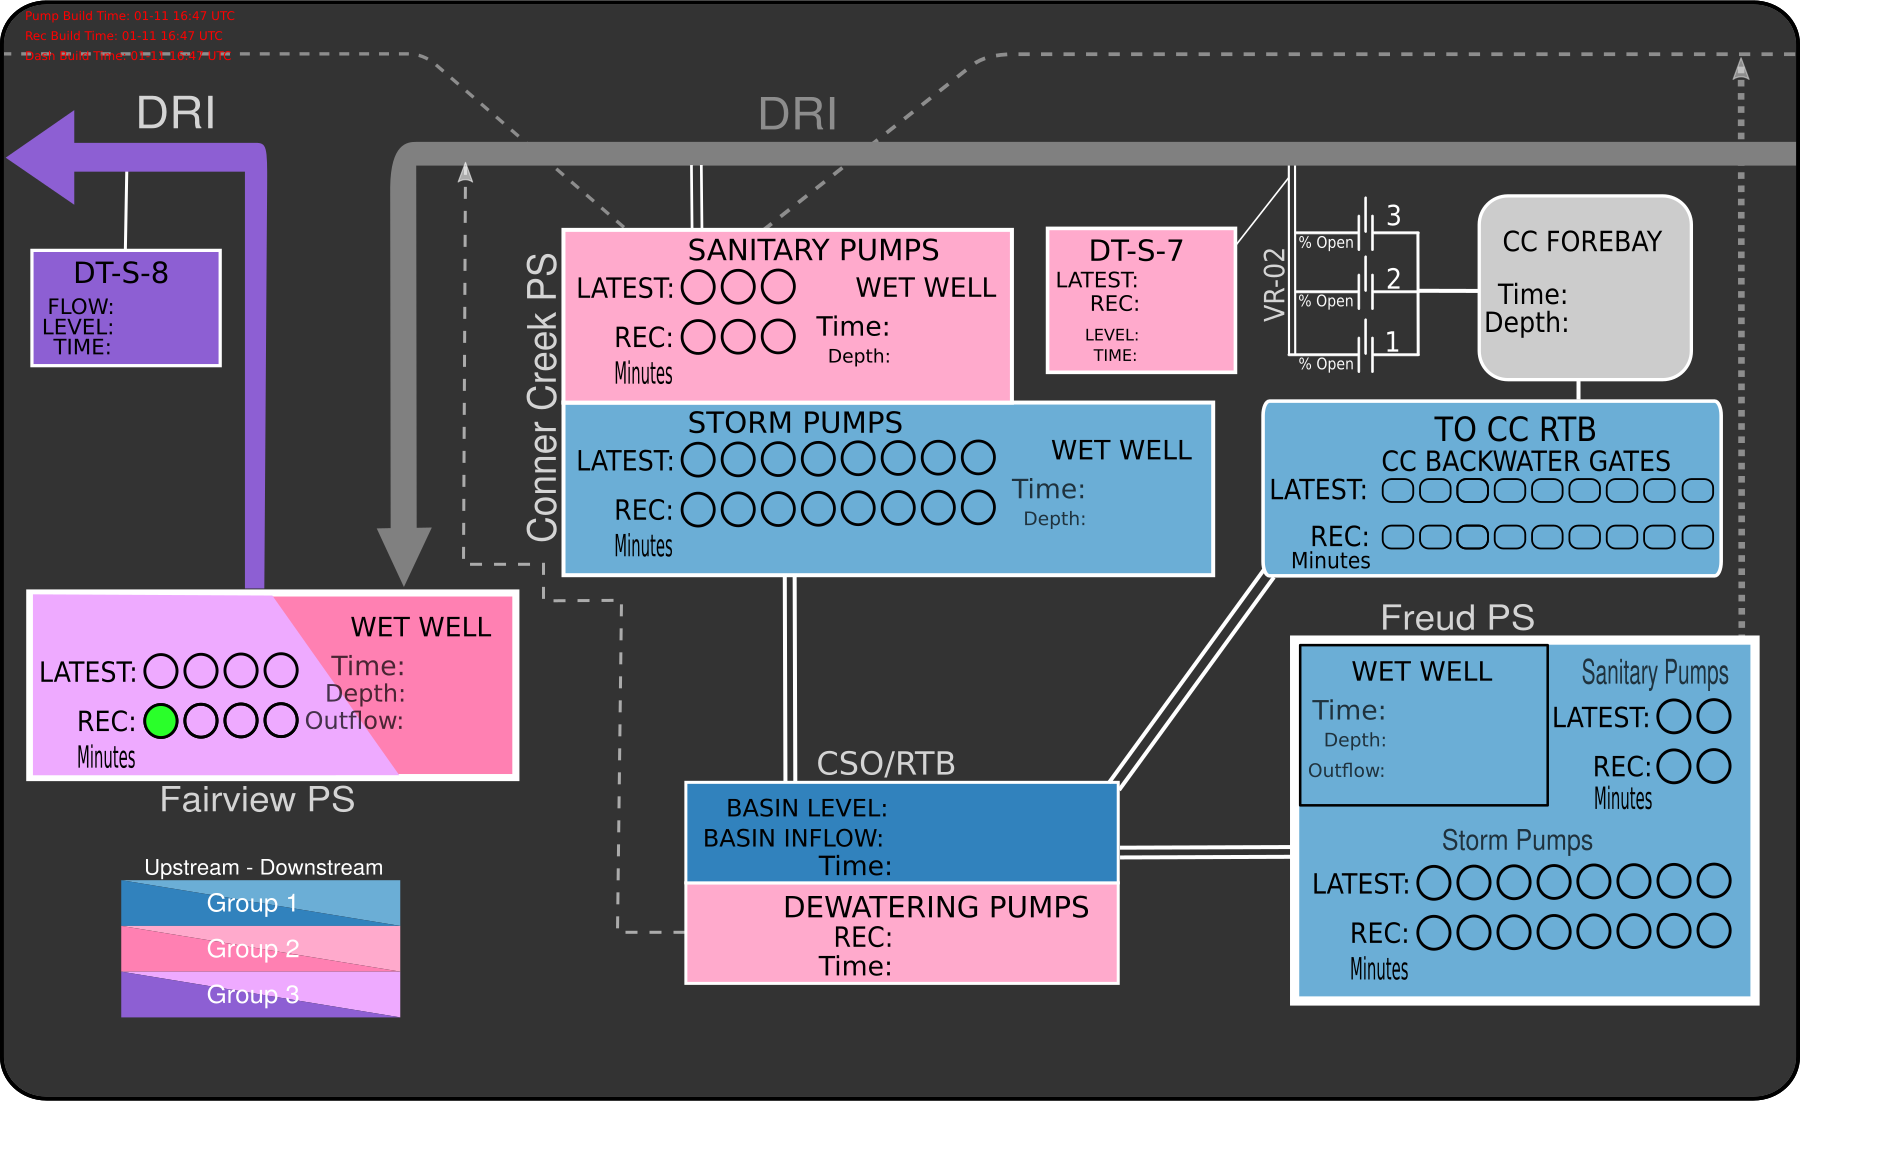 Pump Build Time: 01-11 16:47 UTC
Rec Build Time: 01-11 16:47 UTC
Dash Build Time: 01-11 16:47 UTC
DRI
DRI
DT-S-8
FLOW:
LEVEL:
TIME:
Conner Creek PS
SANITARY PUMPS
LATEST:
WET WELL
REC:
Time:
Depth:
Minutes
STORM PUMPS
LATEST:
WET WELL
REC:
Time:
Depth:
Minutes
DT-S-7
LATEST:
REC:
LEVEL:
TIME:
VR-02
3
% Open
2
% Open
1
% Open
CC FOREBAY
Time:
Depth:
TO CC RTB
CC BACKWATER GATES
LATEST:
REC:
Minutes
WET WELL
LATEST:
Time:
Depth:
REC:
Outflow:
Minutes
Fairview PS
Freud PS
WET WELL
Time:
Depth:
Outflow:
Sanitary Pumps
LATEST:
REC:
Minutes
Storm Pumps
LATEST:
REC:
Minutes
CSO/RTB
BASIN LEVEL:
BASIN INFLOW:
Time:
DEWATERING PUMPS
REC:
Time:
Upstream - Downstream
Group 1
Group 2
Group 3